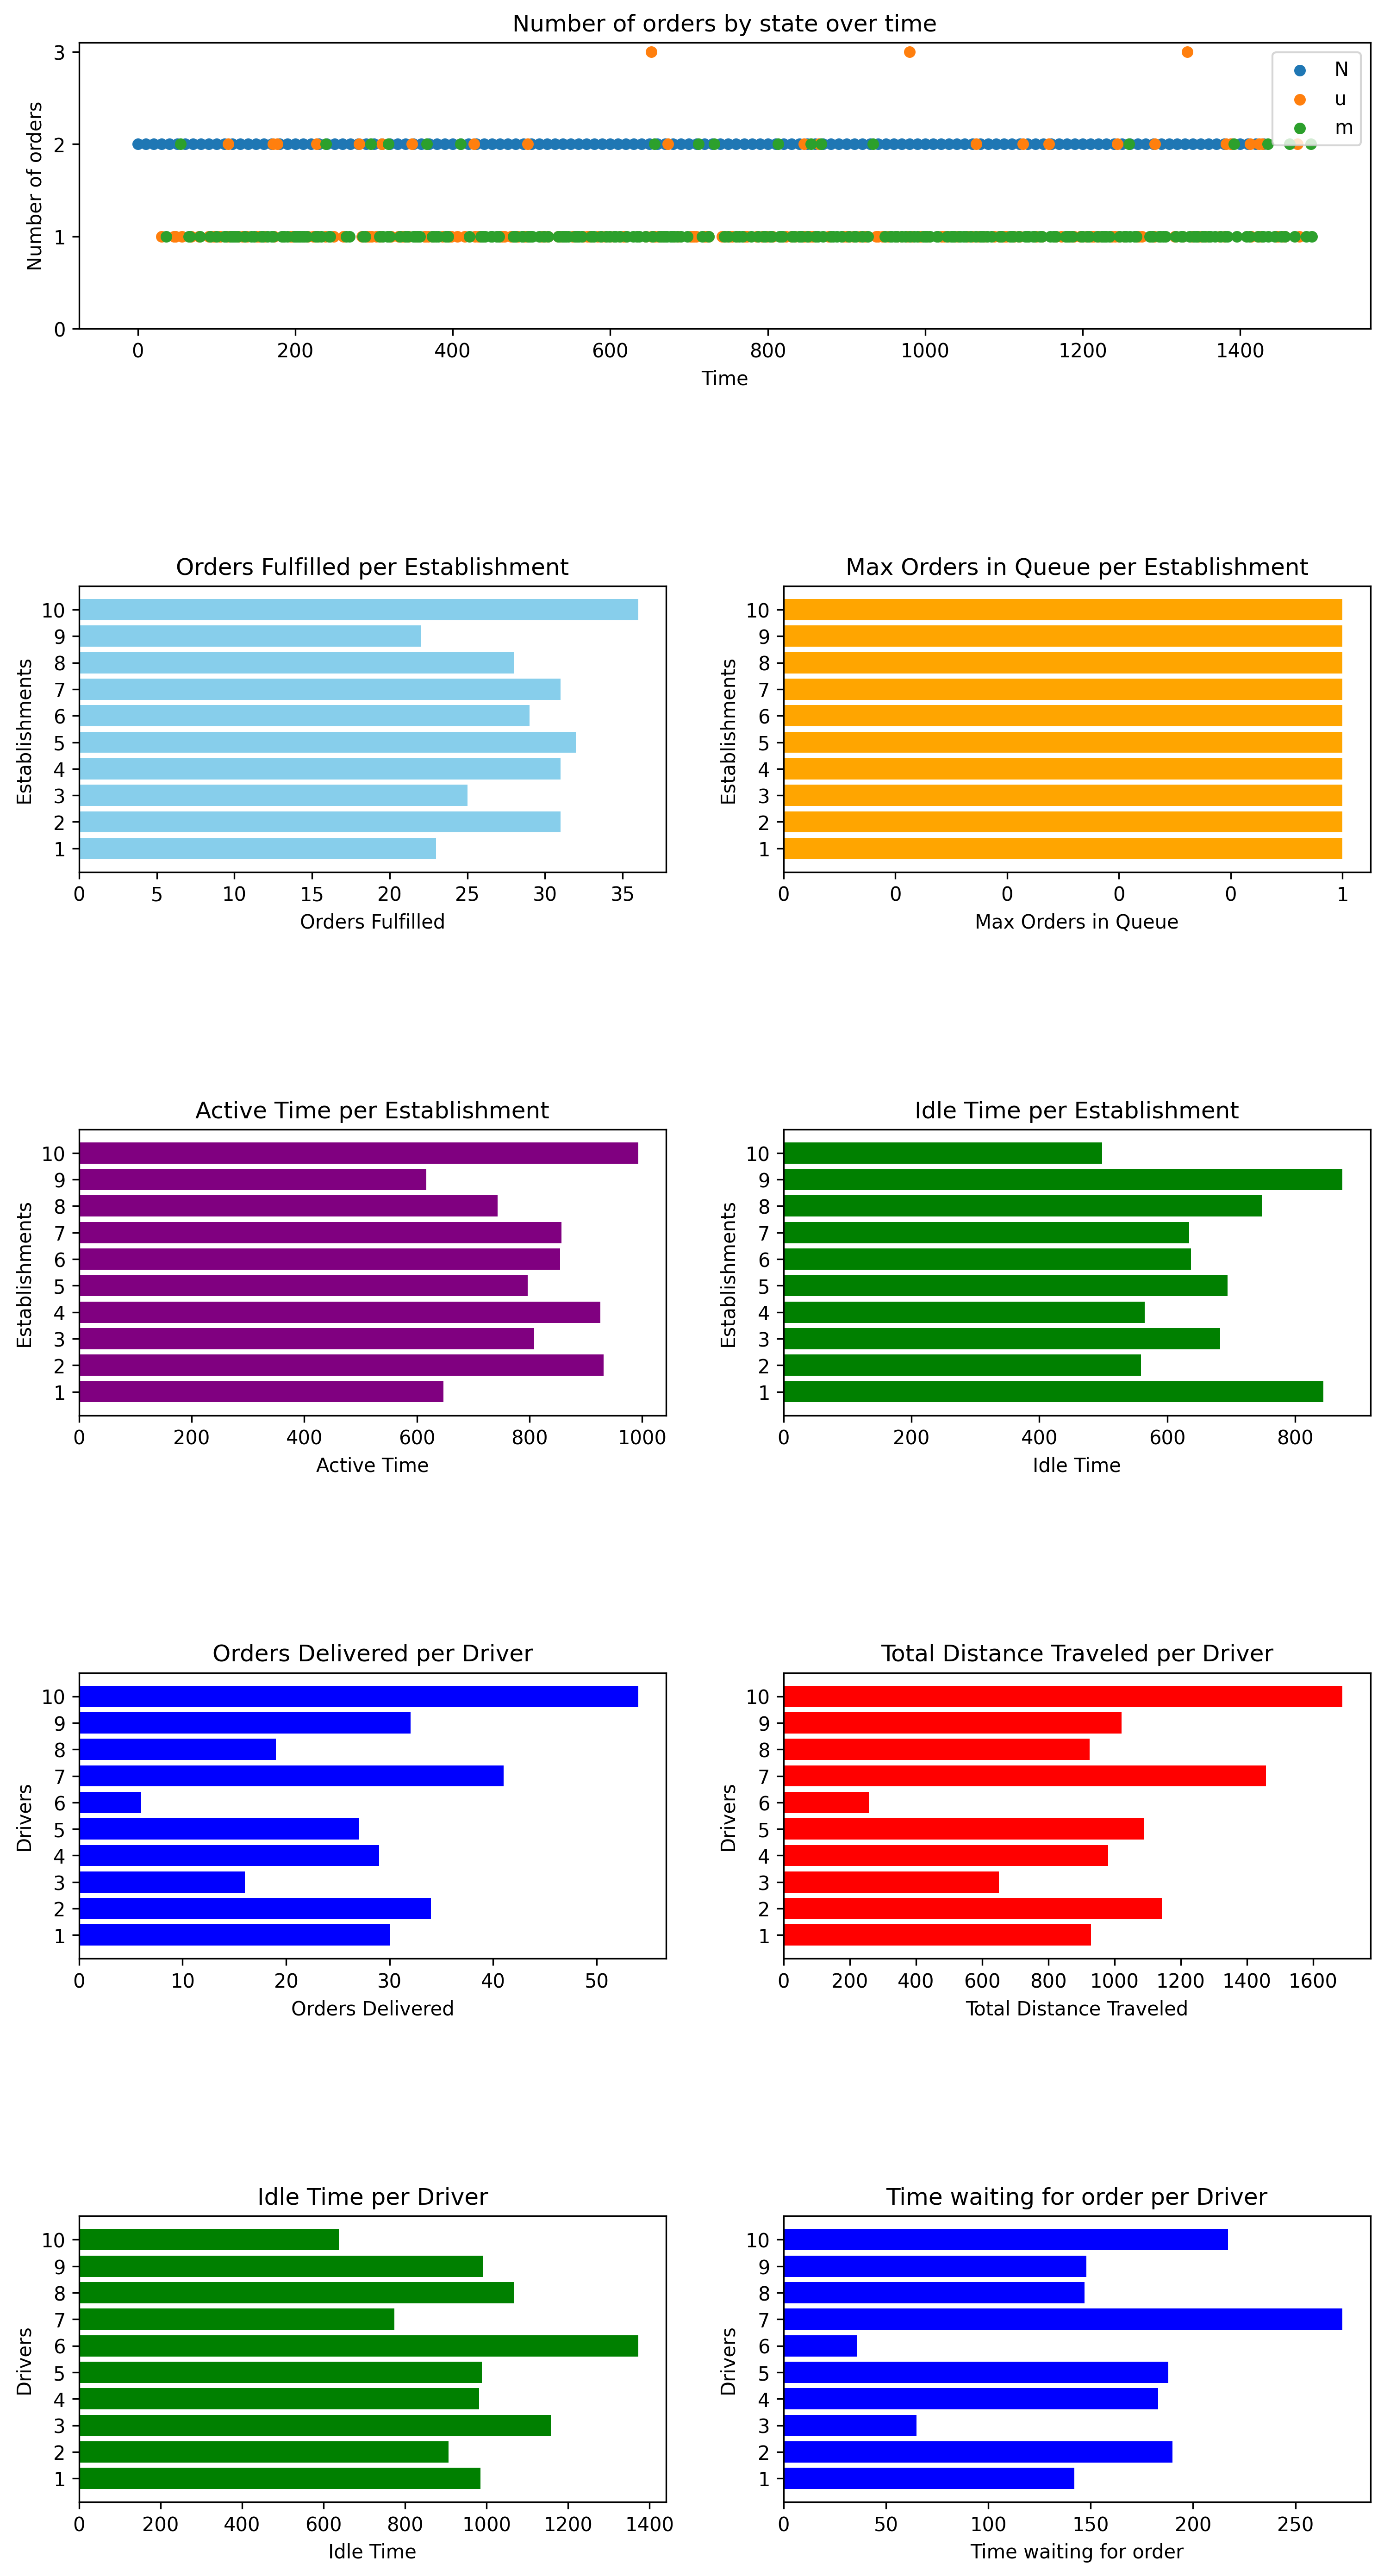 Number of orders by state over time
3
2
1
0
Number of orders
N
u
m
0 200 400 600 800 1000 1200 1400
Time
Orders Fulfilled per Establishment
10
9
8
7
6
5
4
3
2
1
Establishments
0 5 10 15 20 25 30 35
Orders Fulfilled
Max Orders in Queue per Establishment
10
9
8
7
6
5
4
3
2
1
Establishments
0 0 0 0 0 1
Max Orders in Queue
Active Time per Establishment
10
9
8
7
6
5
4
3
2
1
Establishments
0 200 400 600 800 1000
Active Time
Idle Time per Establishment
10
9
8
7
6
5
4
3
2
1
Establishments
0 200 400 600 800
Idle Time
Orders Delivered per Driver
10
9
8
7
6
5
4
3
2
1
Drivers
0 10 20 30 40 50
Orders Delivered
Total Distance Traveled per Driver
10
9
8
7
6
5
4
3
2
1
Drivers
0 200 400 600 800 1000 1200 1400 1600
Total Distance Traveled
Idle Time per Driver
10
9
8
7
6
5
4
3
2
1
Drivers
0 200 400 600 800 1000 1200 1400
Idle Time
Time waiting for order per Driver
10
9
8
7
6
5
4
3
2
1
Drivers
0 50 100 150 200 250
Time waiting for order